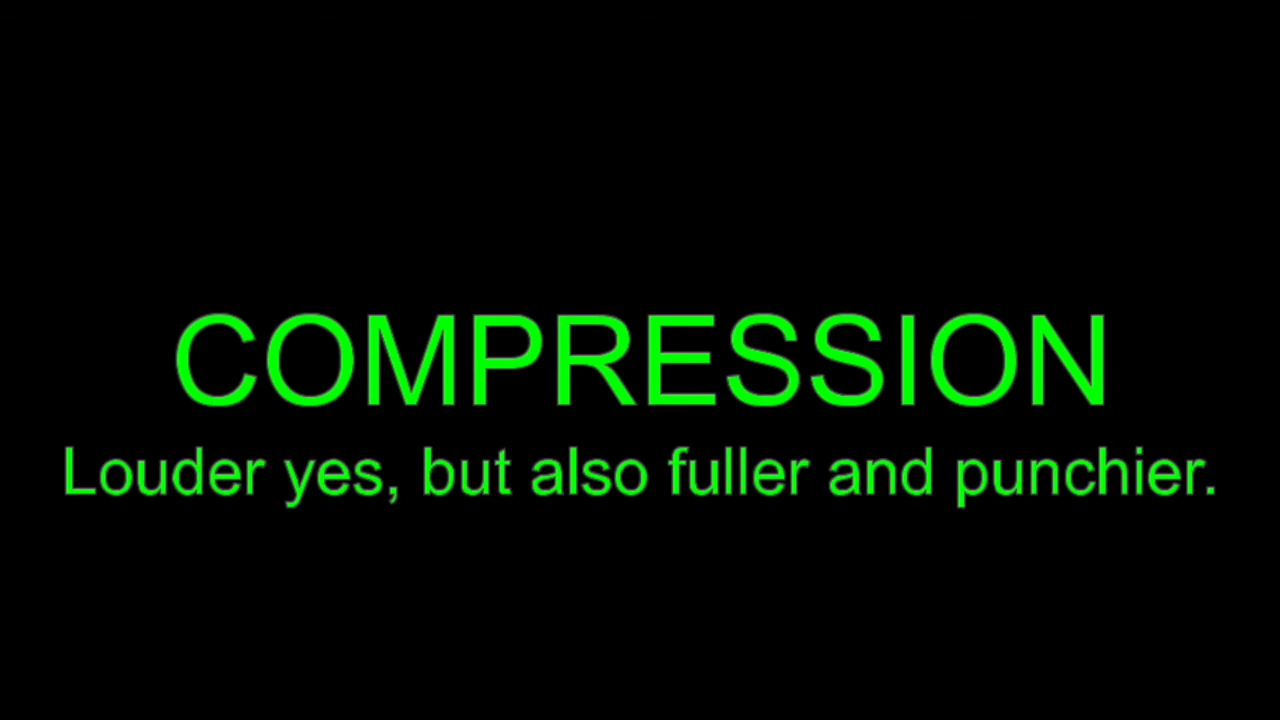 COMPRESSION
Louder yes, but also fuller and punchier.